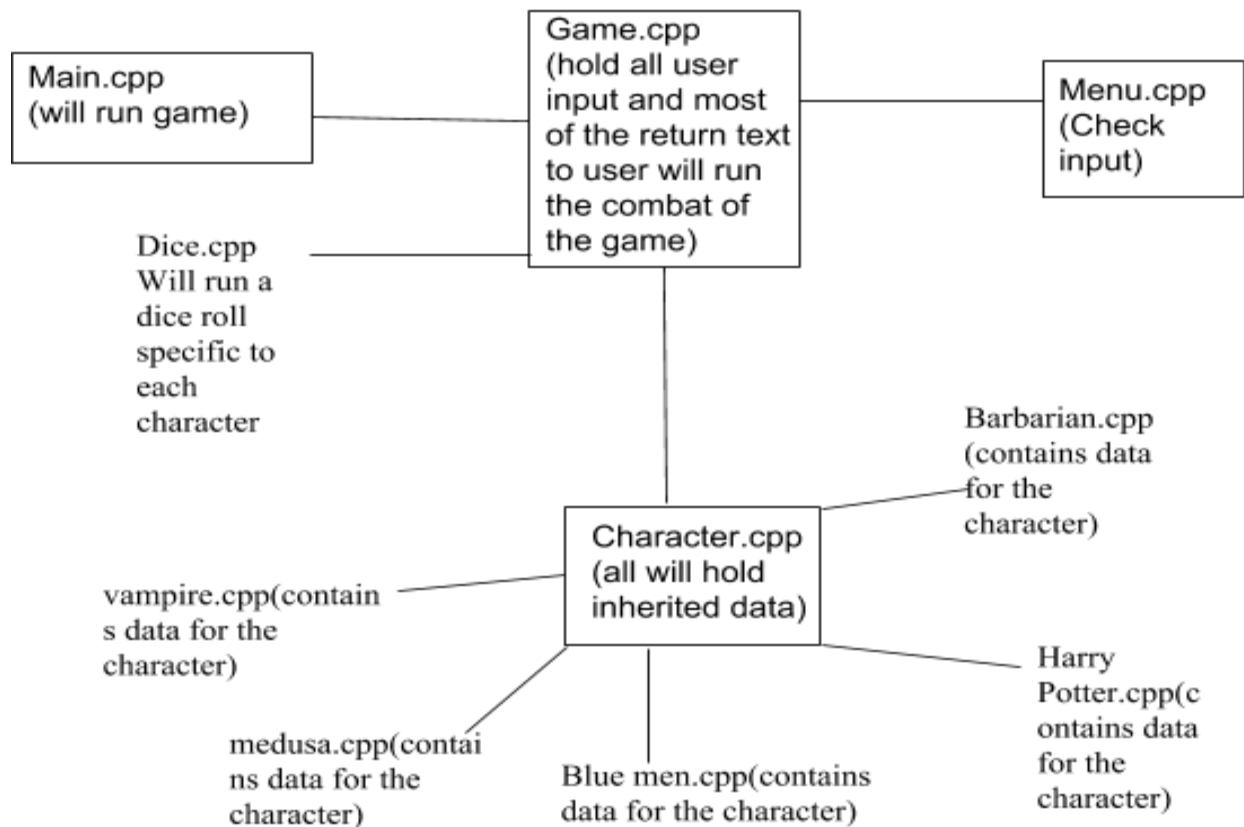 Main.cpp
(will run game)
Game.cpp
(hold all user
input and most
of the return text
to user will run
the combat of
the game)
Menu.cpp
(Check
input)
Dice.cpp
Will run a
dice roll
specific to
each
character
Barbarian.cpp
(contains data
for the
character)
Character.cpp
(all will hold
inherited data)
vampire.cpp(contain
s data for the
character)
medusa.cpp(contai
ns data for the
character)
Blue men.cpp(contains
data for the character)
Harry
Potter.cpp(c
ontains data
for the
character)